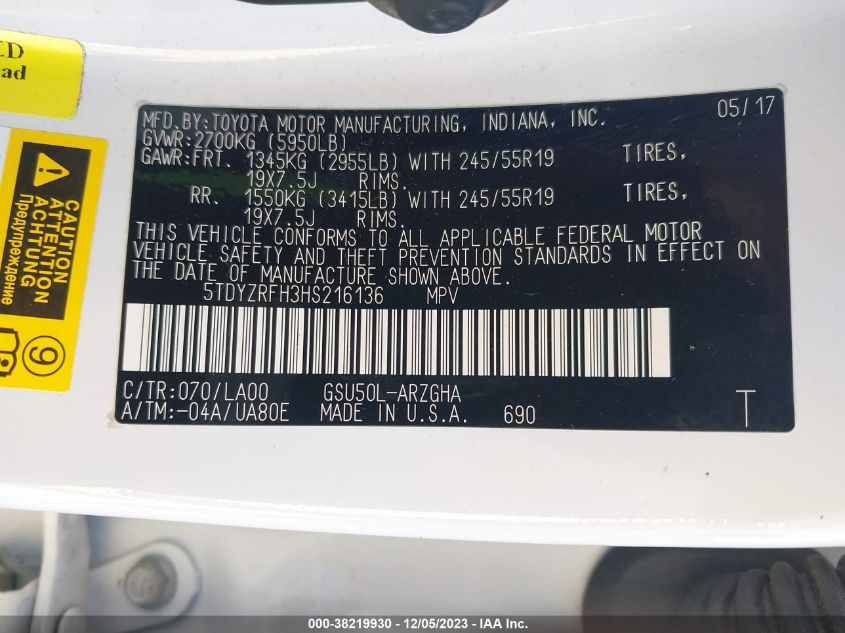 ED
ad
MFD.BY:TOYOTA MOTOR MANUFACTURING, INDIANA, INC. 05/17
GVWR:2700KG (5950LB)
GAWR:FRT. 1345KG (2955LB) WITH 245/55R19 TIRES,
19X7.5J RIMS.
RR. 1550KG (3415LB) WITH 245/55R19 TIRES,
19X7.5J RIMS.
THIS VEHICLE CONFORMS TO ALL APPLICABLE FEDERAL MOTOR
VEHICLE SAFETY AND THEFT PREVENTION STANDARDS IN EFFECT ON
THE DATE OF MANUFACTURE SHOWN ABOVE.
5TDYZRFH3HS216136 MPV
C/TR:070/LA00 GSU50L-ARZGHA
A/TM:-04A/UA80E MADE IN U.S.A. 690 T
CAUTION
ATTENTION
ACHTUNG
Предупреждение
9
000-38219930 - 12/05/2023 - IAA Inc.